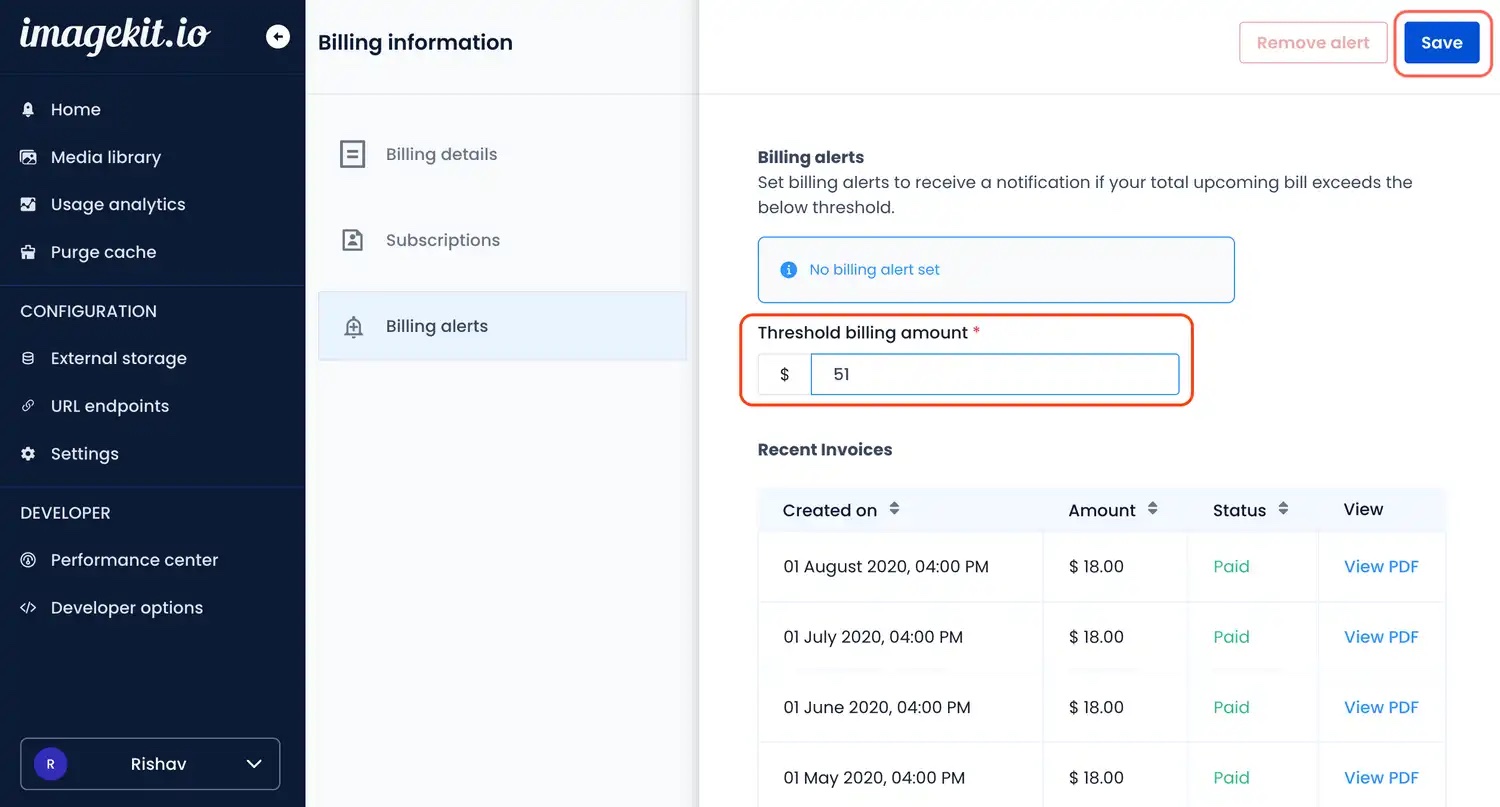 imagekit.io
Home
Media library
Usage analytics
Purge cache
CONFIGURATION
External storage
URL endpoints
Settings
DEVELOPER
Performance center
Developer options
R Rishav
Billing information
Billing details
Subscriptions
Billing alerts
Remove alert Save
Billing alerts
Set billing alerts to receive a notification if your total upcoming bill exceeds the
below threshold.
No billing alert set
Threshold billing amount *
$ 51
Recent Invoices
Created on Amount Status View
01 August 2020, 04:00 PM $ 18.00 Paid View PDF
01 July 2020, 04:00 PM $ 18.00 Paid View PDF
01 June 2020, 04:00 PM $ 18.00 Paid View PDF
01 May 2020, 04:00 PM $ 18.00 Paid View PDF